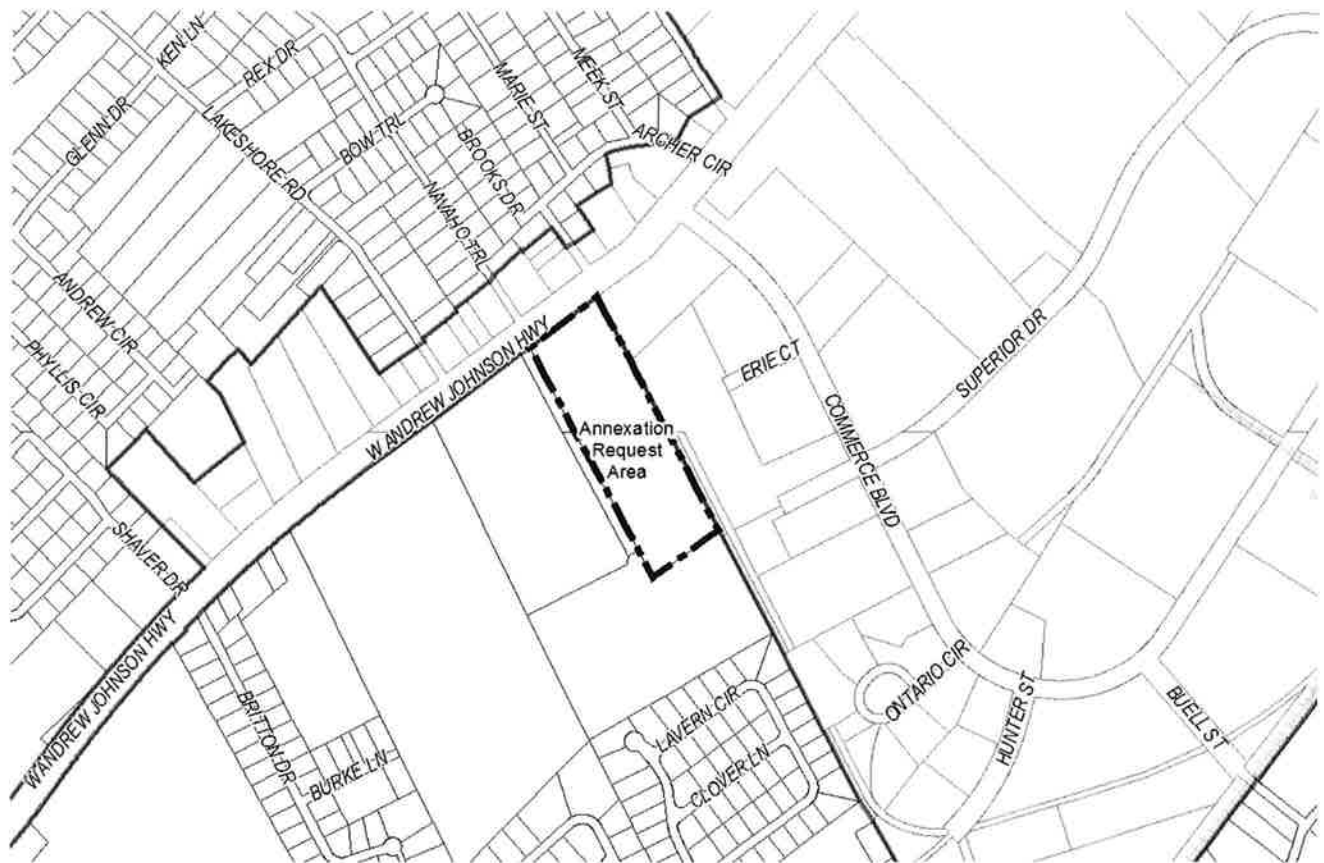 KEN LN
REX DR
GLENN DR
LAKESHORE RD
BOW TRL
MARIE ST
MEEK ST
BROOKS DR
ARCHER CIR
NAVAHO TRL
ANDREW CIR
PHYLLIS CIR
W ANDREW JOHNSON HWY
ERIE CT
SUPERIOR DR
COMMERCE BLVD
Annexation
Request
Area
SHAVER DR
W ANDREW JOHNSON HWY
BRITTON DR
BURKE LN
LAVERN CIR
CLOVER LN
ONTARIO CIR
HUNTER ST
BUELL ST